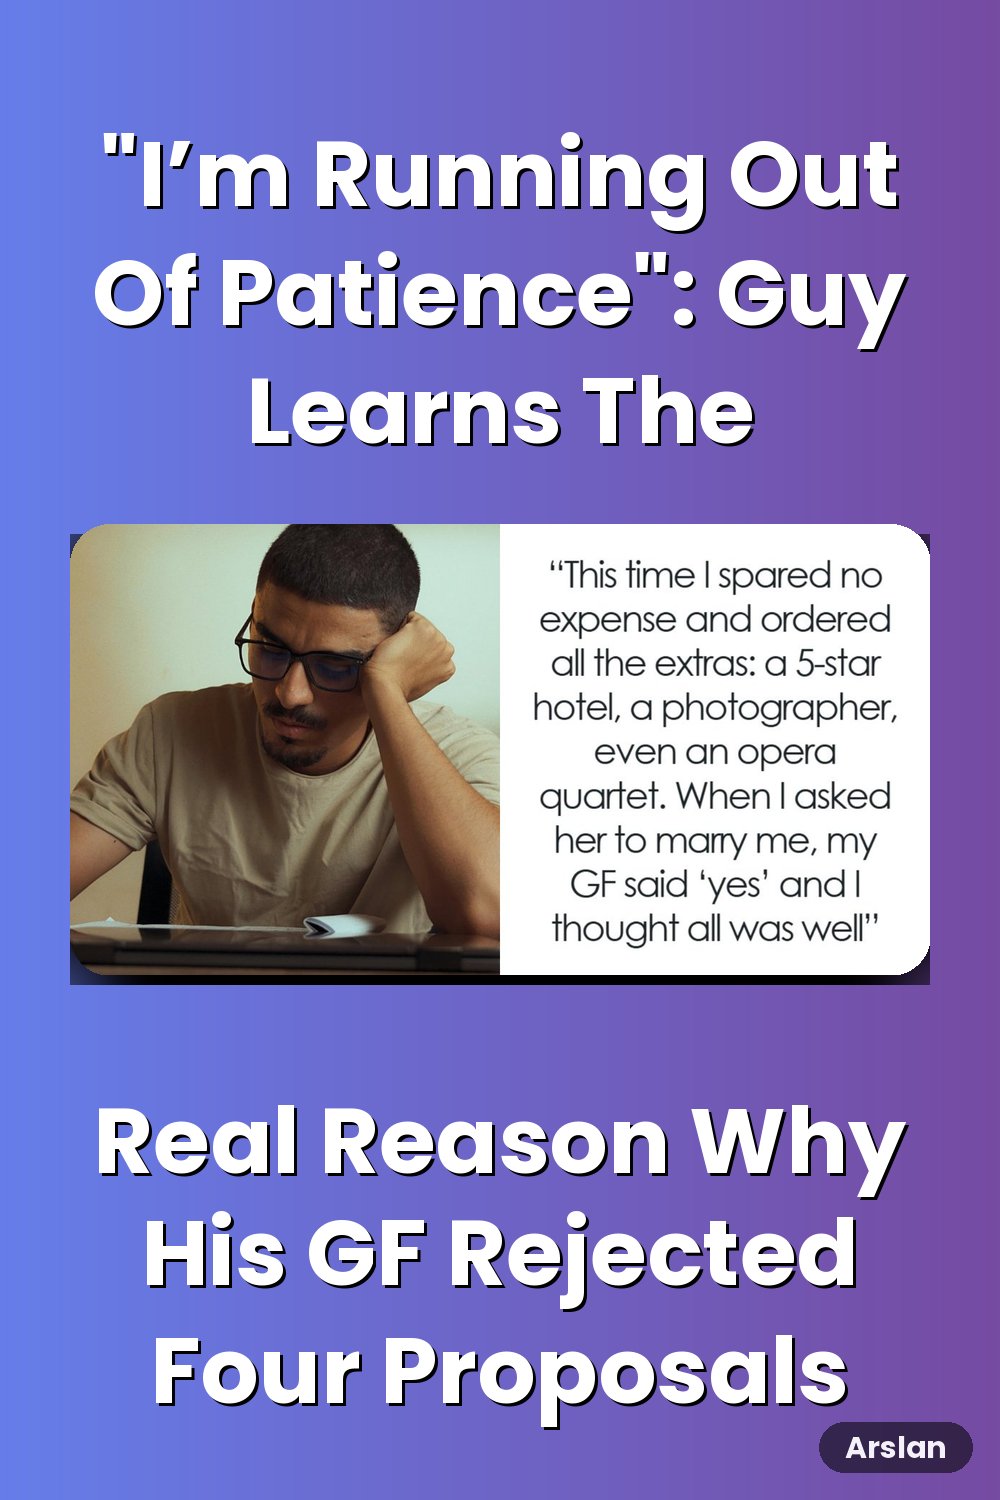 "I’m Running Out
Of Patience": Guy
Learns The
“This time I spared no
expense and ordered
all the extras: a 5-star
hotel, a photographer,
even an opera
quartet. When I asked
her to marry me, my
GF said ‘yes’ and I
thought all was well”
Real Reason Why
His GF Rejected
Four Proposals
Arslan